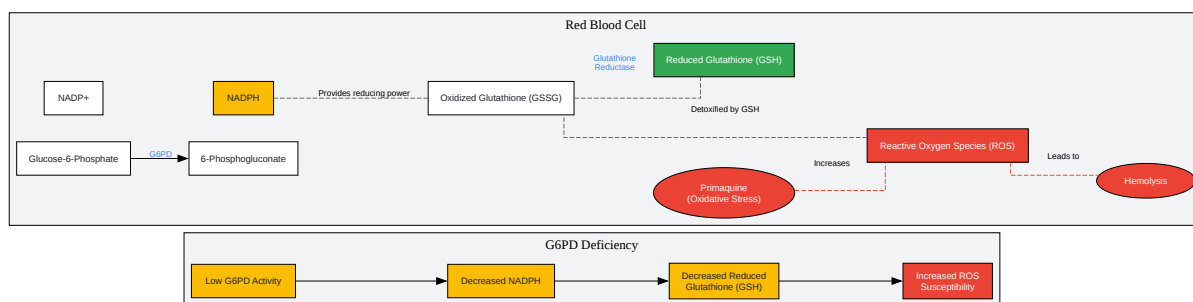 Red Blood Cell
Glutathione
Reductase
Reduced Glutathione (GSH)
NADP+
NADPH
Provides reducing power
Oxidized Glutathione (GSSG)
Detoxified by GSH
Glucose-6-Phosphate
G6PD
6-Phosphogluconate
Reactive Oxygen Species (ROS)
Increases
Leads to
Primaquine
(Oxidative Stress)
Hemolysis
G6PD Deficiency
Low G6PD Activity
Decreased NADPH
Decreased Reduced
Glutathione (GSH)
Increased ROS
Susceptibility